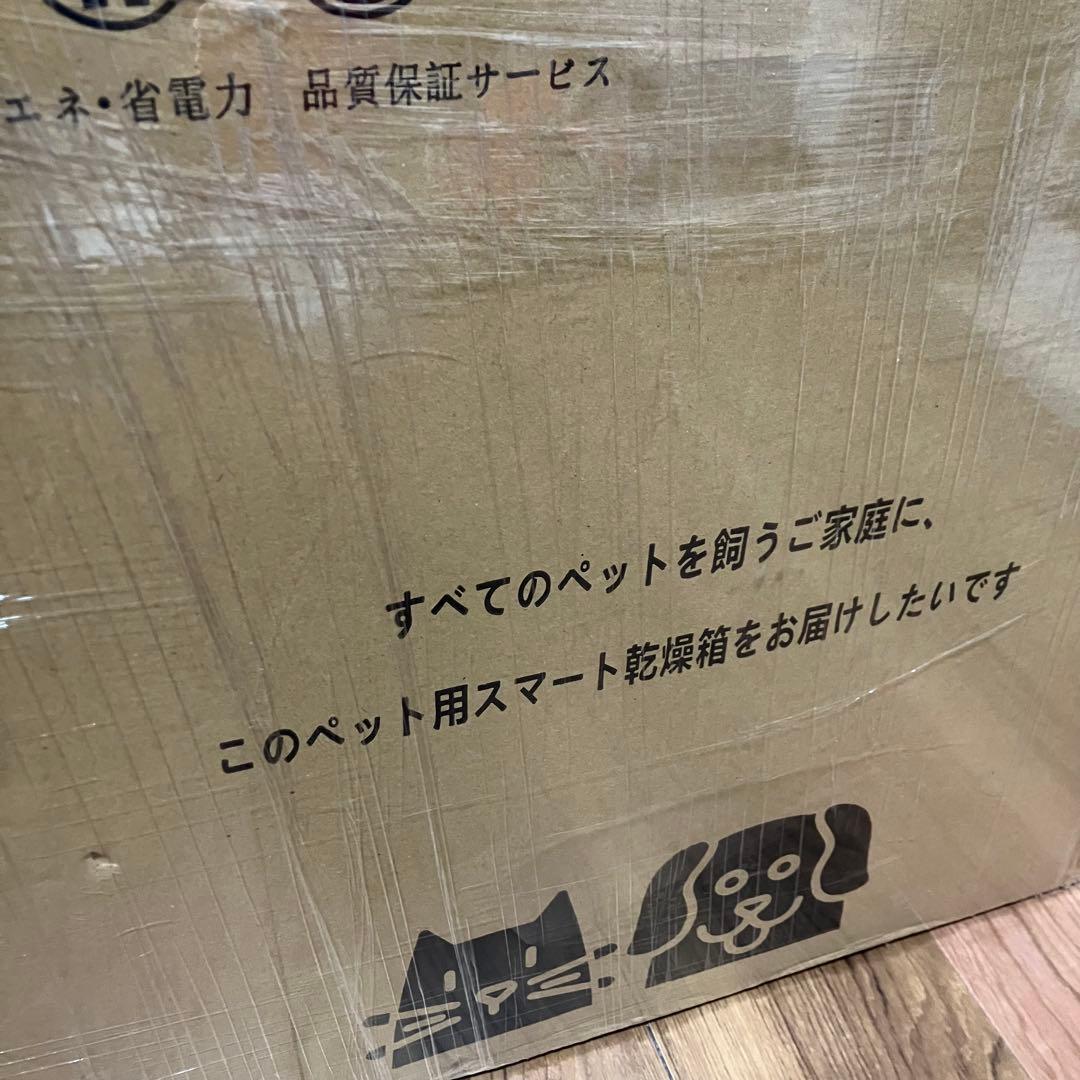 エネ・省電力 品質保証サービス
すべてのペットを飼うご家庭に、
このペット用スマート乾燥箱をお届けしたいです